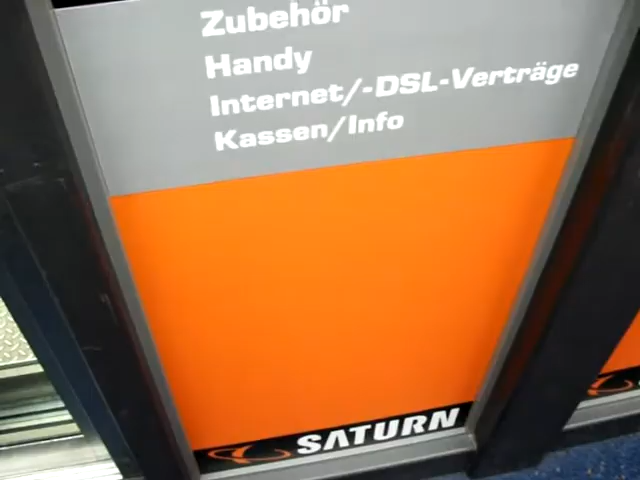 Zubehör
Handy
Internet/-DSL-Verträge
Kassen/Info
SATURN